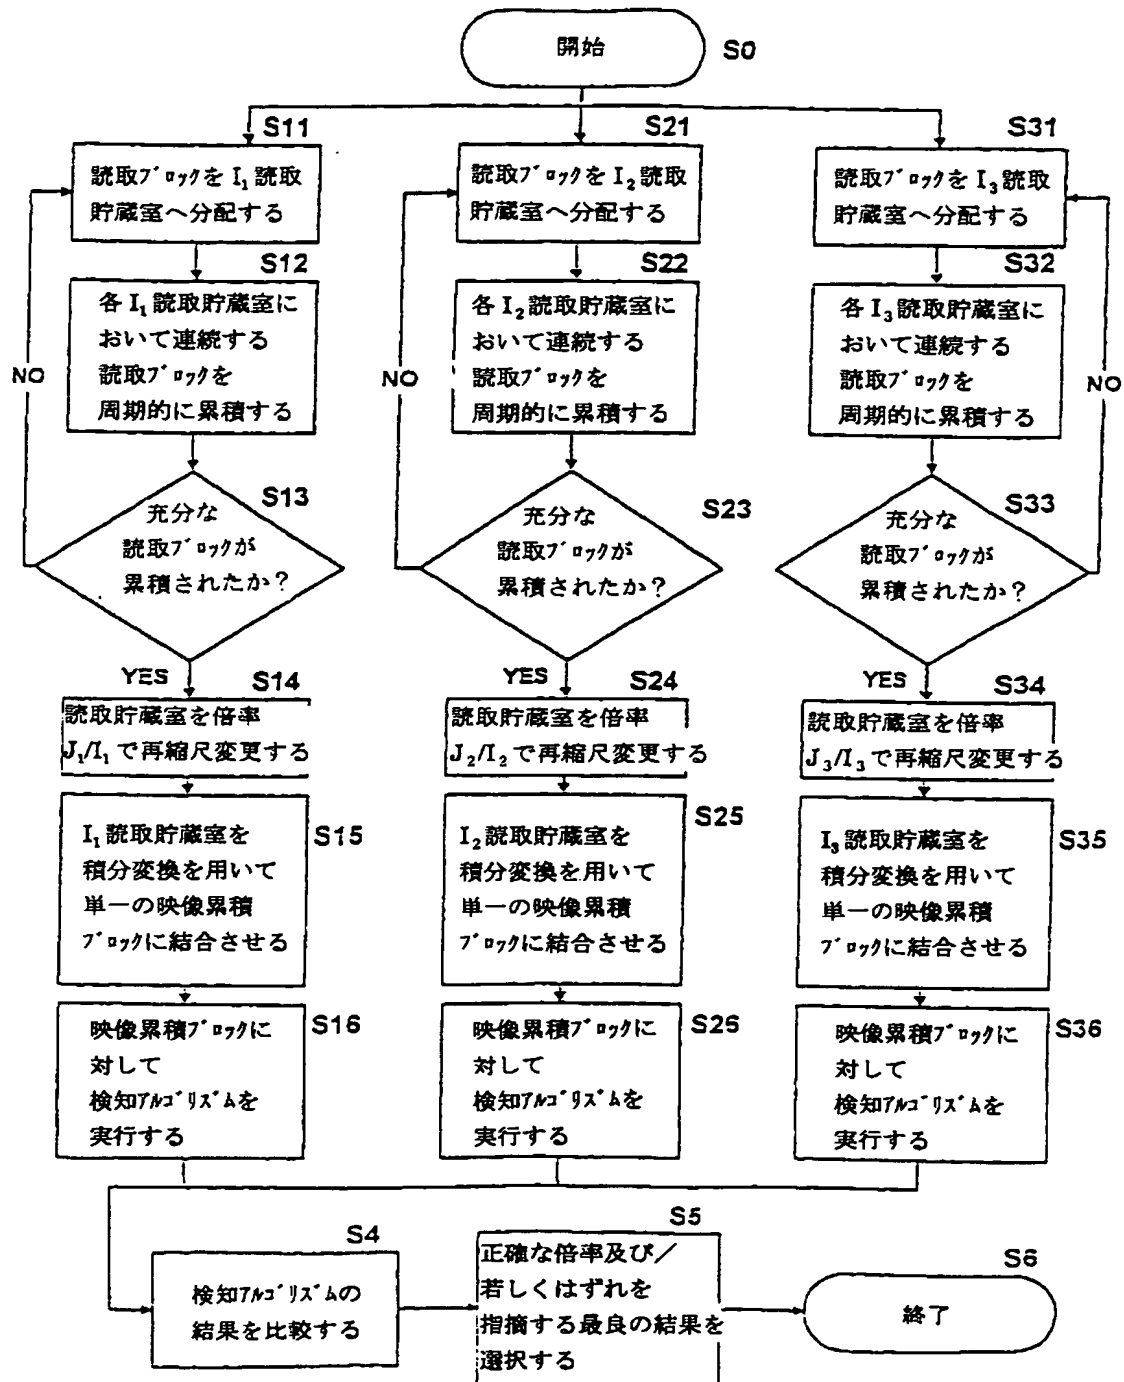 開始
S0
S11
読取ブロックをI₁読取
貯蔵室へ分配する
S12
各I₁読取貯蔵室に
おいて連続する
読取ブロックを
周期的に累積する
NO
S13
充分な
読取ブロックが
累積されたか？
YES
S14
読取貯蔵室を倍率
J₁/I₁で再縮尺変更する
S15
I₁読取貯蔵室を
積分変換を用いて
単一の映像累積
ブロックに結合させる
S16
映像累積ブロックに
対して
検知アルゴリズムを
実行する
S21
読取ブロックをI₂読取
貯蔵室へ分配する
S22
各I₂読取貯蔵室に
おいて連続する
読取ブロックを
周期的に累積する
NO
S23
充分な
読取ブロックが
累積されたか？
YES
S24
読取貯蔵室を倍率
J₂/I₂で再縮尺変更する
S25
I₂読取貯蔵室を
積分変換を用いて
単一の映像累積
ブロックに結合させる
S26
映像累積ブロックに
対して
検知アルゴリズムを
実行する
S31
読取ブロックをI₃読取
貯蔵室へ分配する
S32
各I₃読取貯蔵室に
おいて連続する
読取ブロックを
周期的に累積する
NO
S33
充分な
読取ブロックが
累積されたか？
YES
S34
読取貯蔵室を倍率
J₃/I₃で再縮尺変更する
S35
I₃読取貯蔵室を
積分変換を用いて
単一の映像累積
ブロックに結合させる
S36
映像累積ブロックに
対して
検知アルゴリズムを
実行する
S4
検知アルゴリズムの
結果を比較する
S5
正確な倍率及び／
若しくはずれを
指摘する最良の結果を
選択する
S6
終了